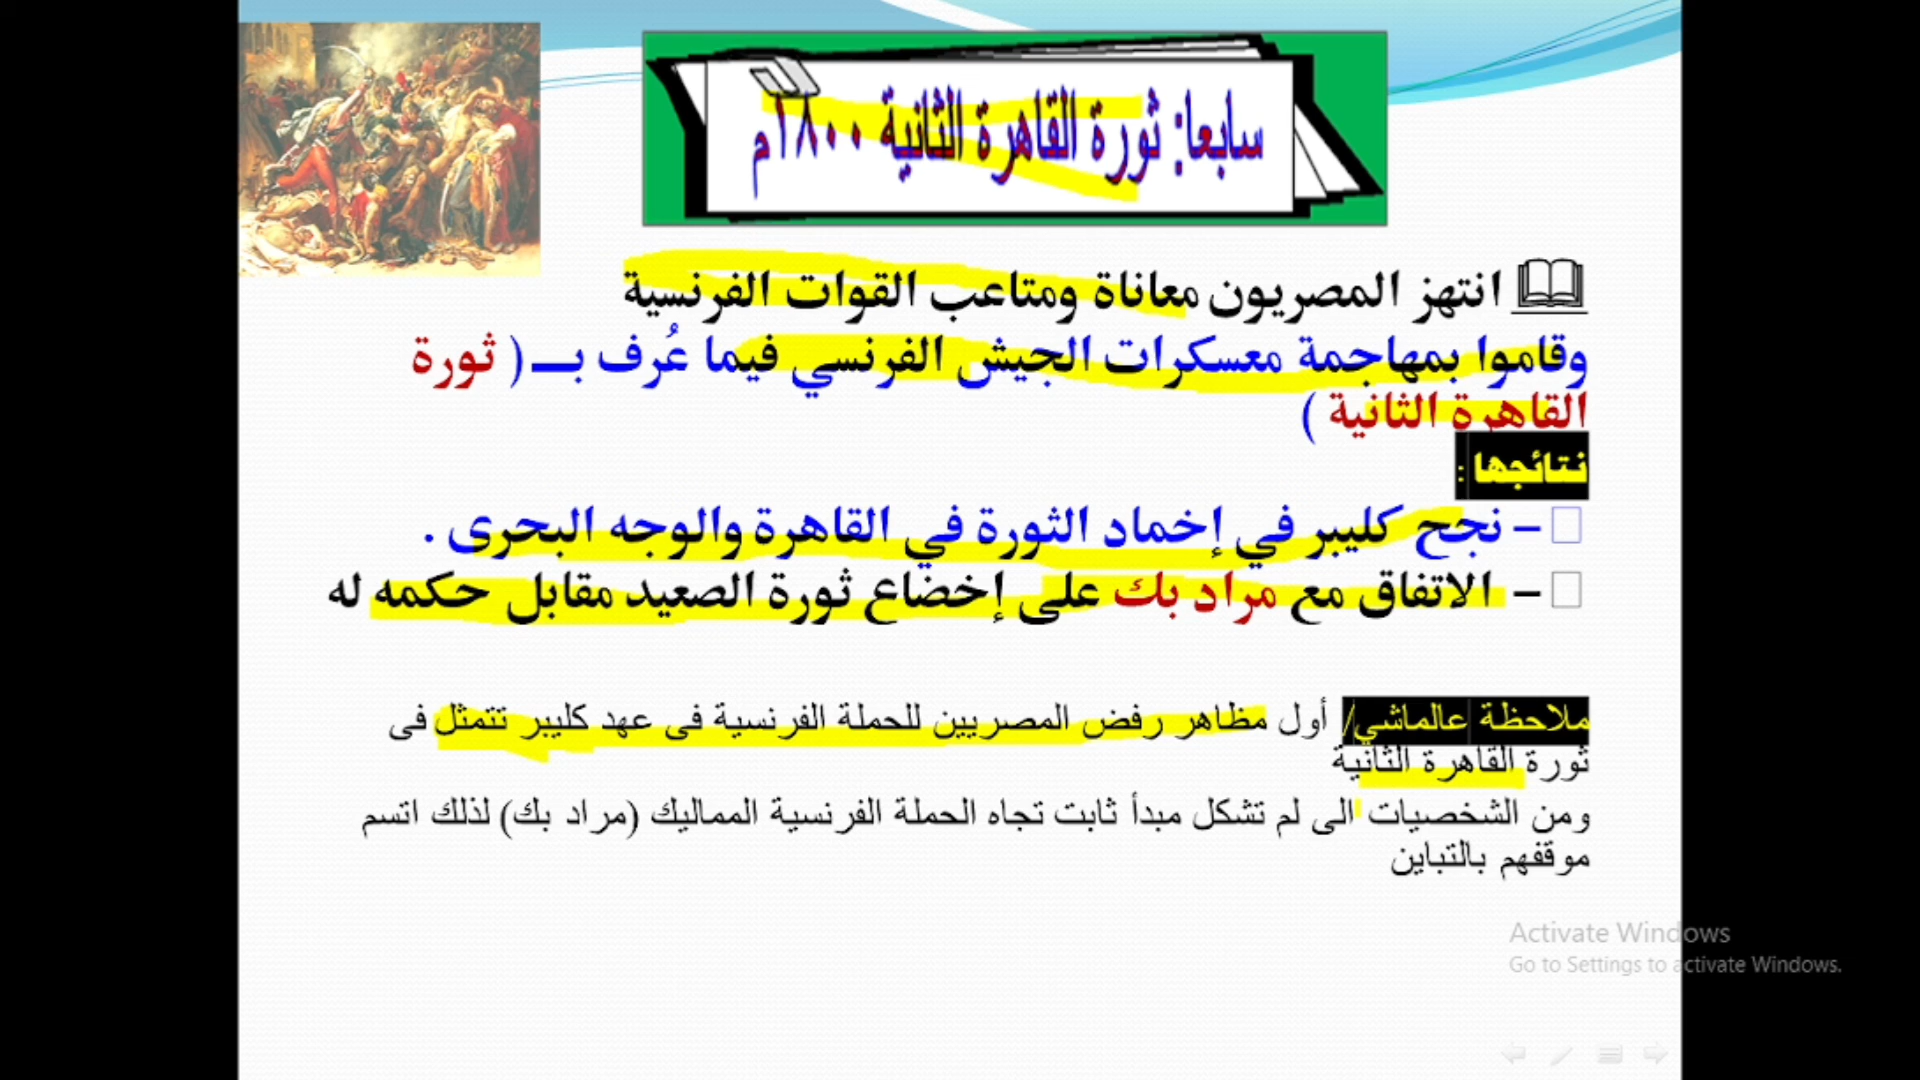 سابعا: ثورة القاهرة الثانية ١٨٠٠م
انتهز المصريون معاناة ومتاعب القوات الفرنسية
وقاموا بمهاجمة معسكرات الجيش الفرنسي فيما عُرف بـــ ( ثورة
القاهرة الثانية )
نتائجها :
– نجح كليبر في إخماد الثورة في القاهرة والوجه البحرى .
– الاتفاق مع مراد بك على إخضاع ثورة الصعيد مقابل حكمه له
ملاحظة عالماشي/ أول مظاهر رفض المصريين للحملة الفرنسية فى عهد كليبر تتمثل فى
ثورة القاهرة الثانية
ومن الشخصيات الى لم تشكل مبدأ ثابت تجاه الحملة الفرنسية المماليك (مراد بك) لذلك اتسم
موقفهم بالتباين
Activate Windows
Go to Settings to activate Windows.